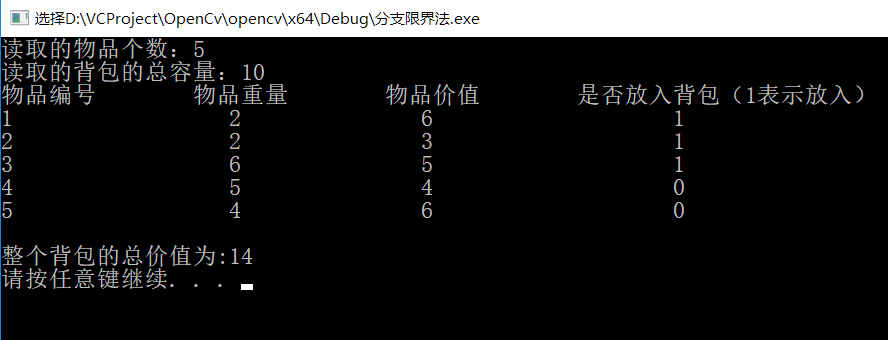 选择D:\VCProject\OpenCv\opencv\x64\Debug\分支限界法.exe
读取的物品个数：5
读取的背包的总容量：10
物品编号 物品重量 物品价值 是否放入背包（1表示放入）
1 2 6 1
2 2 3 1
3 6 5 1
4 5 4 0
5 4 6 0
整个背包的总价值为:14
请按任意键继续. . .